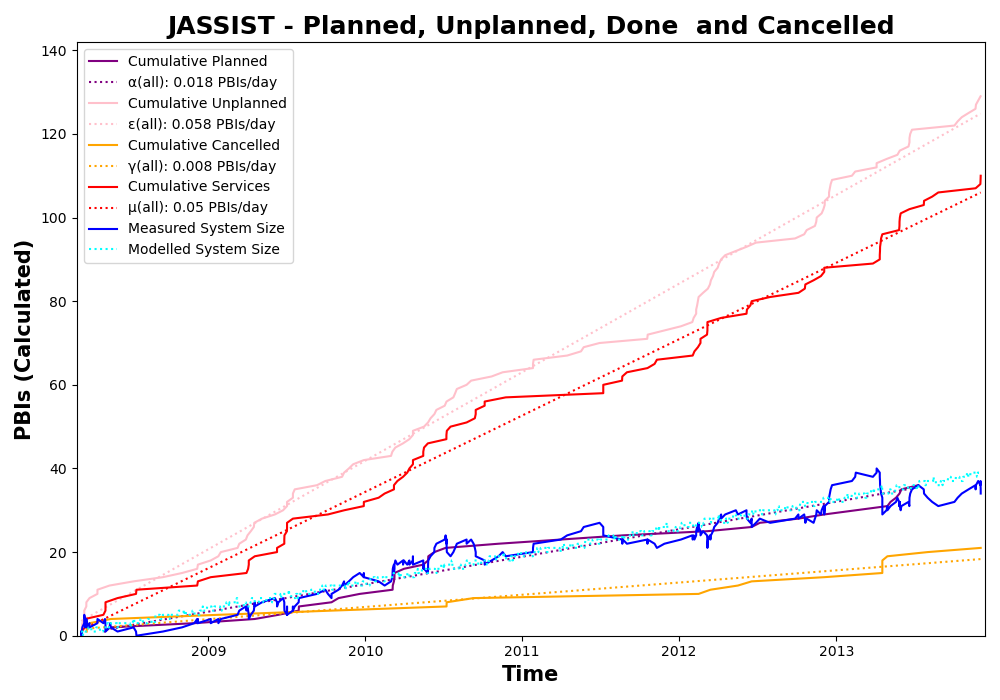 JASSIST - Planned, Unplanned, Done  and Cancelled
140
120
100
80
60
40
20
0
PBIs (Calculated)
Cumulative Planned
α(all): 0.018 PBIs/day
Cumulative Unplanned
ε(all): 0.058 PBIs/day
Cumulative Cancelled
γ(all): 0.008 PBIs/day
Cumulative Services
μ(all): 0.05 PBIs/day
Measured System Size
Modelled System Size
2009 2010 2011 2012 2013
Time